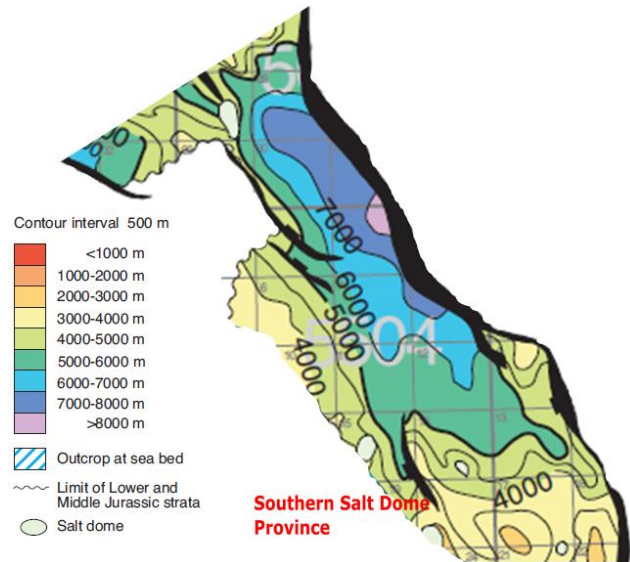 50
7000
6000
5000
5604
4000
4000
Contour interval 500 m
<1000 m
1000-2000 m
2000-3000 m
3000-4000 m
4000-5000 m
5000-6000 m
6000-7000 m
7000-8000 m
>8000 m
Outcrop at sea bed
Limit of Lower and
Middle Jurassic strata
Salt dome
Southern Salt Dome
Province